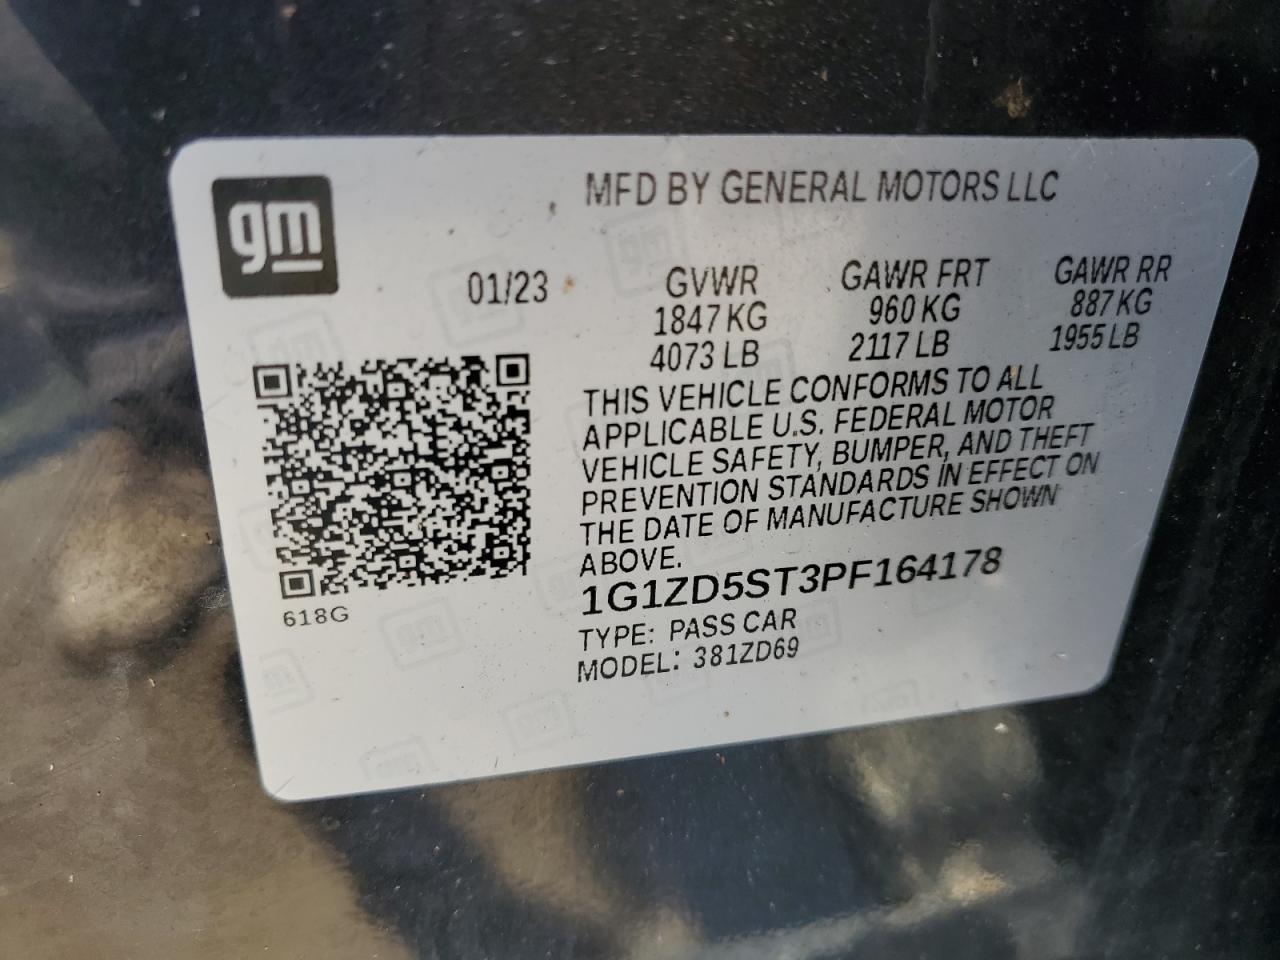 gm
MFD BY GENERAL MOTORS LLC
01/23
GVWR GAWR FRT GAWR RR
1847 KG 960 KG 887 KG
4073 LB 2117 LB 1955 LB
THIS VEHICLE CONFORMS TO ALL
APPLICABLE U.S. FEDERAL MOTOR
VEHICLE SAFETY, BUMPER, AND THEFT
PREVENTION STANDARDS IN EFFECT ON
THE DATE OF MANUFACTURE SHOWN
ABOVE.
1G1ZD5ST3PF164178
618G
TYPE: PASS CAR
MODEL: 381ZD69